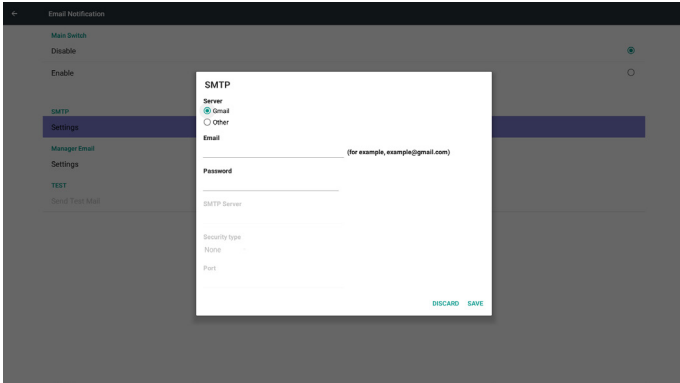 Email Notification
Main Switch
Disable
Enable
SMTP
Settings
Manager Email
Settings
TEST
Send Test Mail
SMTP
Server
Gmail
Other
Email
(for example, example@gmail.com)
Password
SMTP Server
Security type
None
Port
DISCARD SAVE